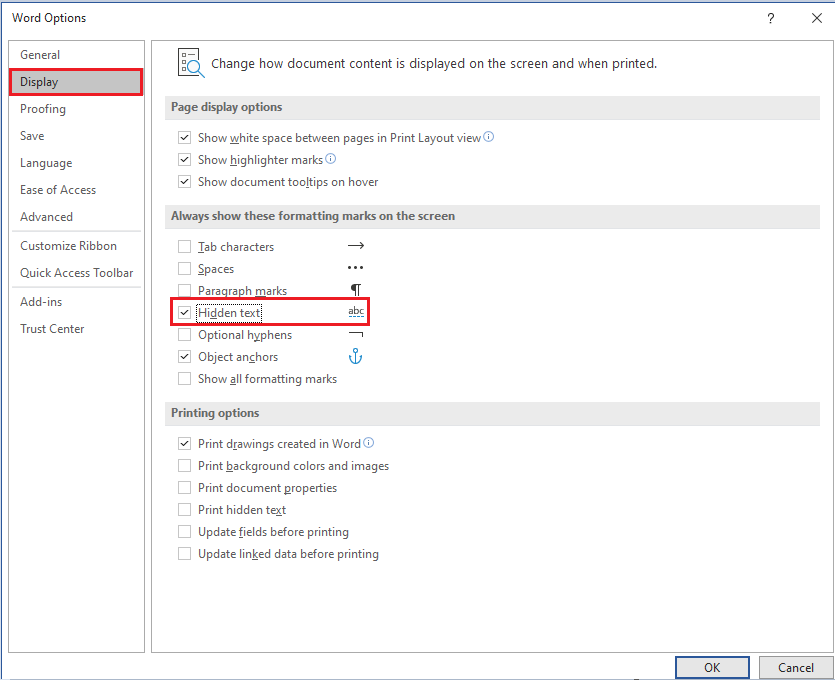 Word Options
?
General
Display
Proofing
Save
Language
Ease of Access
Advanced
Customize Ribbon
Quick Access Toolbar
Add-ins
Trust Center
Change how document content is displayed on the screen and when printed.
Page display options
Show white space between pages in Print Layout view
Show highlighter marks
Show document tooltips on hover
Always show these formatting marks on the screen
Tab characters →
Spaces •••
Paragraph marks ¶
Hidden text abc
Optional hyphens ¬
Object anchors
Show all formatting marks
Printing options
Print drawings created in Word
Print background colors and images
Print document properties
Print hidden text
Update fields before printing
Update linked data before printing
OK Cancel